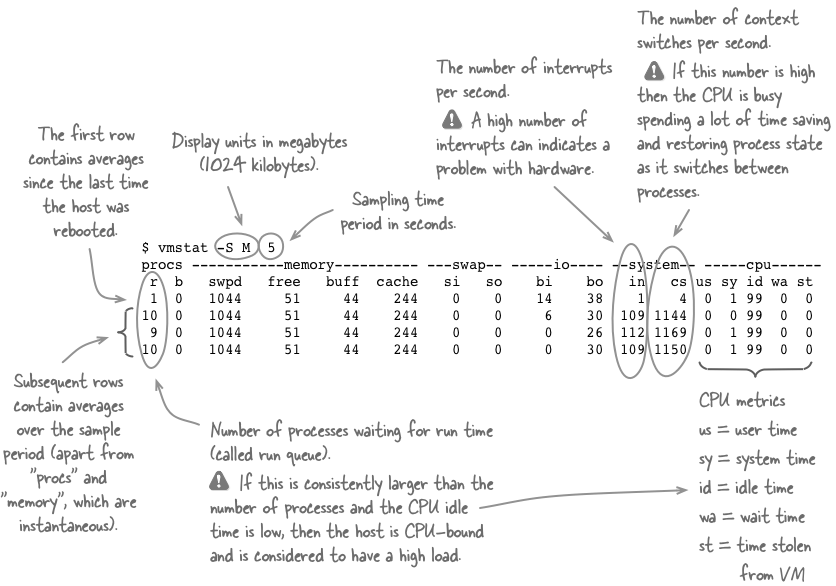 The number of context
switches per second.
⚠ If this number is high
then the CPU is busy
spending a lot of time saving
and restoring process state
as it switches between
processes.
The number of interrupts
per second.
⚠ A high number of
interrupts can indicates a
problem with hardware.
Display units in megabytes
(1024 kilobytes).
Sampling time
period in seconds.
The first row
contains averages
since the last time
the host was
rebooted.
$ vmstat -S M 5
procs -----------memory---------- ---swap-- -----io---- --system-- -----cpu------
r b swpd free buff cache si so bi bo in cs us sy id wa st
1 0 1044 51 44 244 0 0 14 38 1 4 0 1 99 0 0
10 0 1044 51 44 244 0 0 6 30 109 1144 0 0 99 0 0
9 0 1044 51 44 244 0 0 0 26 112 1169 0 1 99 0 0
10 0 1044 51 44 244 0 0 0 30 109 1150 0 1 99 0 0
Subsequent rows
contain averages
over the sample
period (apart from
"procs" and
"memory", which are
instantaneous).
Number of processes waiting for run time
(called run queue).
⚠ If this is consistently larger than the
number of processes and the CPU idle
time is low, then the host is CPU-bound
and is considered to have a high load.
CPU metrics
us = user time
sy = system time
id = idle time
wa = wait time
st = time stolen
from VM